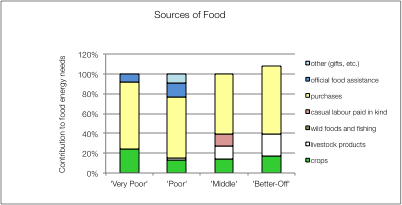 Sources of Food
Contribution to food energy needs
120%
100%
80%
60%
40%
20%
0%
'Very Poor' 'Poor' 'Middle' 'Better-Off'
other (gifts, etc.)
official food assistance
purchases
casual labour paid in kind
wild foods and fishing
livestock products
crops